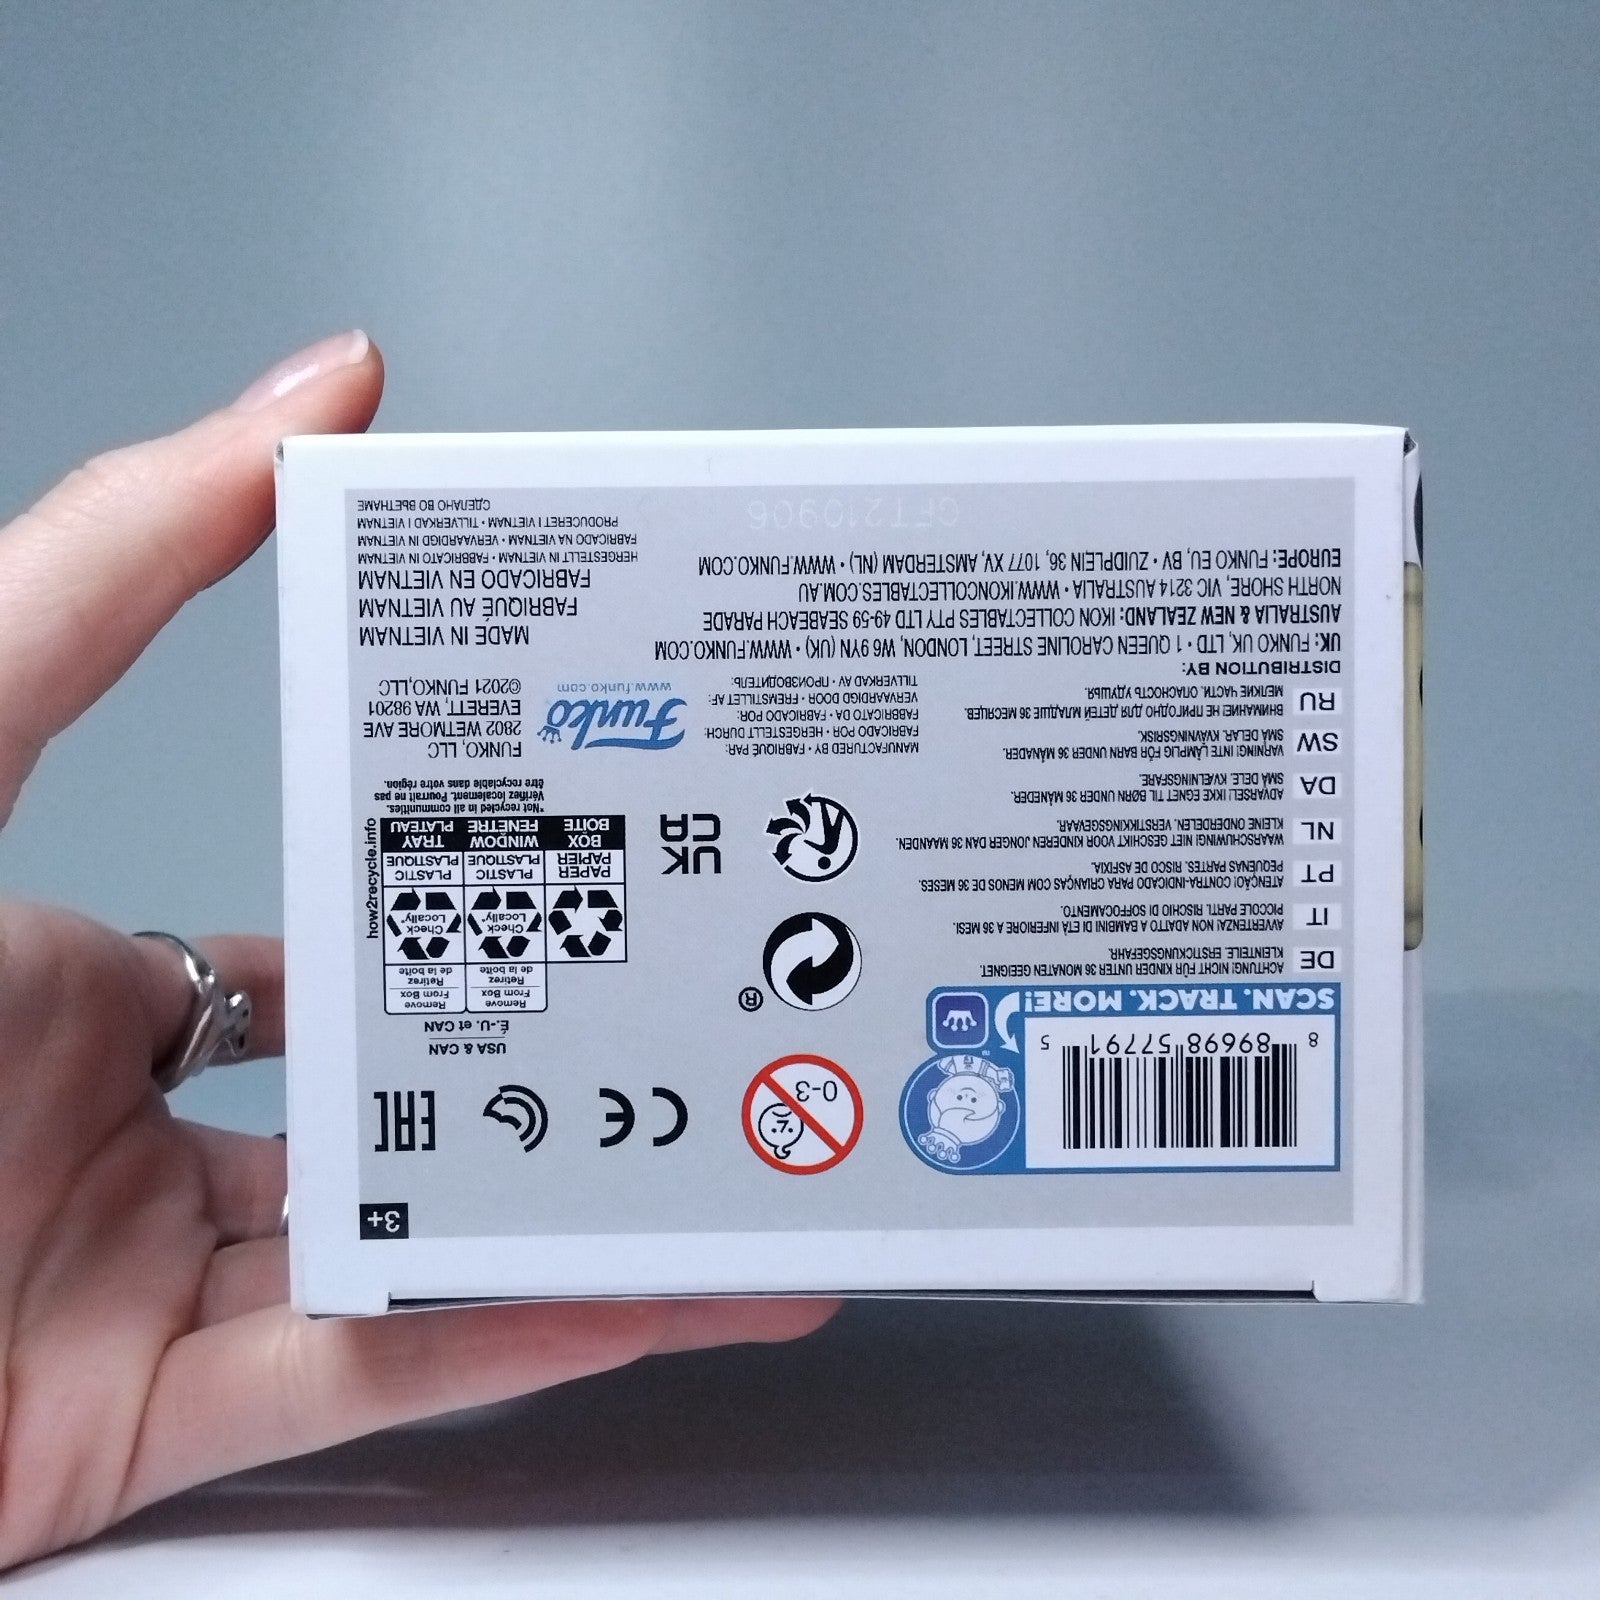 3+
8 89698 57791 5
SCAN. TRACK. MORE!
TM
0-3
CE
EAC
DE
ACHTUNG! NICHT FÜR KINDER UNTER 36 MONATEN GEEIGNET.
KLEINTEILE. ERSTICKUNGSGEFAHR.
IT
AVVERTENZA! NON ADATTO A BAMBINI DI ETÀ INFERIORE A 36 MESI.
PICCOLE PARTI. RISCHIO DI SOFFOCAMENTO.
PT
ATENÇÃO! CONTRA-INDICADO PARA CRIANÇAS COM MENOS DE 36 MESES.
PEQUENAS PARTES. RISCO DE ASFIXIA.
NL
WAARSCHUWING! NIET GESCHIKT VOOR KINDEREN JONGER DAN 36 MAANDEN.
KLEINE ONDERDELEN. VERSTIKKINGSGEVAAR.
DA
ADVARSEL! IKKE EGNET TIL BØRN UNDER 36 MÅNEDER.
SMÅ DELE. KVÆLNINGSFARE.
SW
VARNING! INTE LÄMPLIG FÖR BARN UNDER 36 MÅNADER.
SMÅ DELAR. KVÄVNINGSRISK.
RU
ВНИМАНИЕ! НЕ ПРИГОДНО ДЛЯ ДЕТЕЙ МЛАДШЕ 36 МЕСЯЦЕВ.
МЕЛКИЕ ЧАСТИ. ОПАСНОСТЬ УДУШЬЯ.
®
UK
CA
USA & CAN
É.-U. et CAN
Remove From Box
Retirez de la boîte
Remove From Box
Retirez de la boîte
Check Locally*
Check Locally*
PAPER
PAPIER
PLASTIC
PLASTIQUE
PLASTIC
PLASTIQUE
BOX
BOÎTE
WINDOW
FENÊTRE
TRAY
PLATEAU
how2recycle.info
*Not recycled in all communities.
Vérifiez localement. Pourrait ne pas
être recyclable dans votre région.
MANUFACTURED BY • FABRIQUÉ PAR:
FABRICADO POR • HERGESTELLT DURCH:
FABBRICATO DA • FABRICADO POR:
VERVAARDIGD DOOR • FREMSTILLET AF:
TILLVERKAD AV • ПРОИЗВОДИТЕЛЬ:
Funko
www.funko.com
FUNKO, LLC
2802 WETMORE AVE
EVERETT, WA 98201
©2021 FUNKO,LLC
DISTRIBUTION BY:
UK: FUNKO UK, LTD • 1 QUEEN CAROLINE STREET, LONDON, W6 9YN (UK) • WWW.FUNKO.COM
AUSTRALIA & NEW ZEALAND: IKON COLLECTABLES PTY LTD 49-59 SEABEACH PARADE
NORTH SHORE, VIC 3214 AUSTRALIA • WWW.IKONCOLLECTABLES.COM.AU
EUROPE: FUNKO EU, BV • ZUIDPLEIN 36, 1077 XV, AMSTERDAM (NL) • WWW.FUNKO.COM
MADE IN VIETNAM
FABRIQUÉ AU VIETNAM
FABRICADO EN VIETNAM
HERGESTELLT IN VIETNAM • FABBRICATO IN VIETNAM
FABRICADO NA VIETNAM • VERVAARDIGD IN VIETNAM
PRODUCERET I VIETNAM • TILLVERKAD I VIETNAM
СДЕЛАНО ВО ВЬЕТНАМЕ